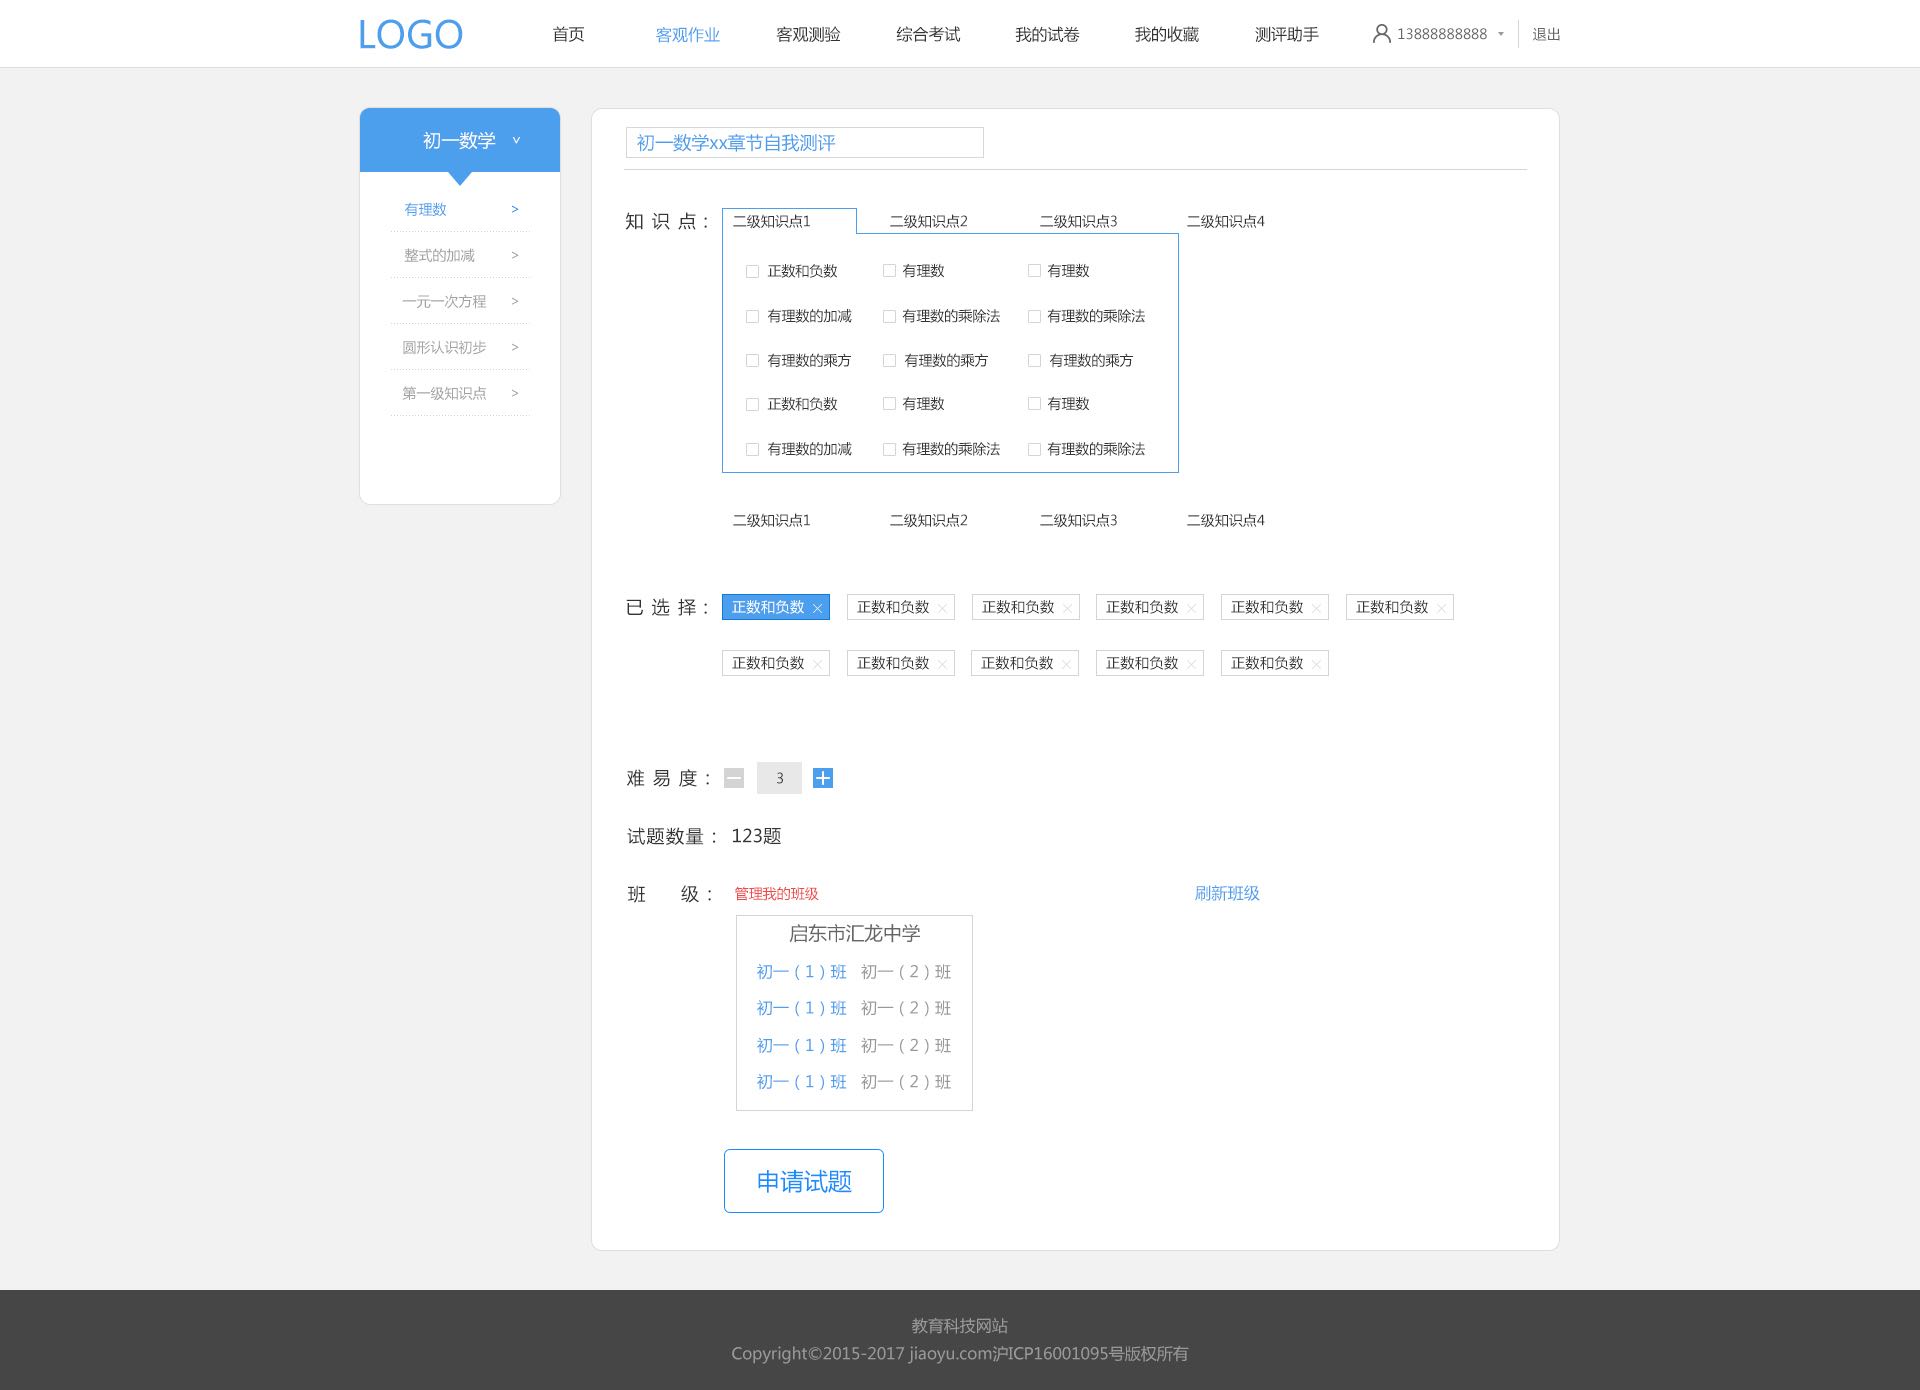 LOGO 首页 客观作业 客观测验 综合考试 我的试卷 我的收藏 测评助手 13888888888 退出
初一数学
有理数 >
整式的加减 >
一元一次方程 >
圆形认识初步 >
第一级知识点 >
初一数学xx章节自我测评
知识点： 二级知识点1 二级知识点2 二级知识点3 二级知识点4
正数和负数 有理数 有理数
有理数的加减 有理数的乘除法 有理数的乘除法
有理数的乘方 有理数的乘方 有理数的乘方
正数和负数 有理数 有理数
有理数的加减 有理数的乘除法 有理数的乘除法
二级知识点1 二级知识点2 二级知识点3 二级知识点4
已选择： 正数和负数 正数和负数 正数和负数 正数和负数 正数和负数 正数和负数
正数和负数 正数和负数 正数和负数 正数和负数 正数和负数
难易度： 3
试题数量： 123题
班 级： 管理我的班级 刷新班级
启东市汇龙中学
初一（1）班 初一（2）班
初一（1）班 初一（2）班
初一（1）班 初一（2）班
初一（1）班 初一（2）班
申请试题
教育科技网站
Copyright©2015-2017 jiaoyu.com沪ICP16001095号版权所有